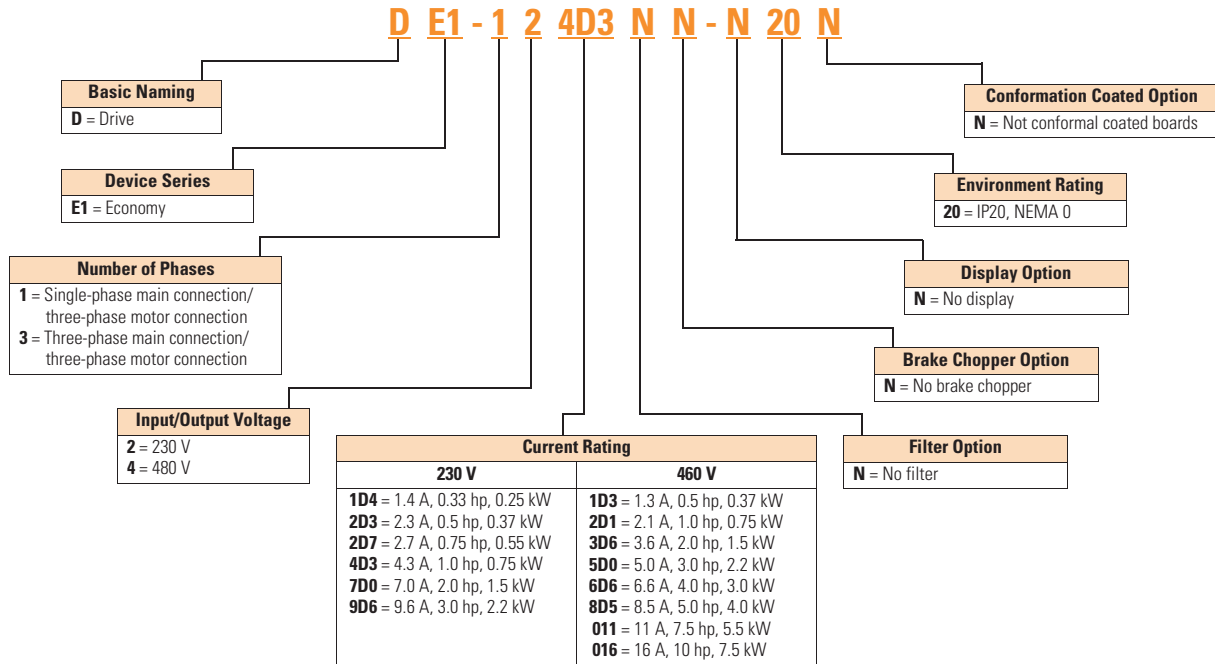 D E1 - 1 2 4D3 N N - N 20 N
Basic Naming
D = Drive
Device Series
E1 = Economy
Number of Phases
1 = Single-phase main connection/
three-phase motor connection
3 = Three-phase main connection/
three-phase motor connection
Input/Output Voltage
2 = 230 V
4 = 480 V
Current Rating
230 V
1D4 = 1.4 A, 0.33 hp, 0.25 kW
2D3 = 2.3 A, 0.5 hp, 0.37 kW
2D7 = 2.7 A, 0.75 hp, 0.55 kW
4D3 = 4.3 A, 1.0 hp, 0.75 kW
7D0 = 7.0 A, 2.0 hp, 1.5 kW
9D6 = 9.6 A, 3.0 hp, 2.2 kW
460 V
1D3 = 1.3 A, 0.5 hp, 0.37 kW
2D1 = 2.1 A, 1.0 hp, 0.75 kW
3D6 = 3.6 A, 2.0 hp, 1.5 kW
5D0 = 5.0 A, 3.0 hp, 2.2 kW
6D6 = 6.6 A, 4.0 hp, 3.0 kW
8D5 = 8.5 A, 5.0 hp, 4.0 kW
011 = 11 A, 7.5 hp, 5.5 kW
016 = 16 A, 10 hp, 7.5 kW
Filter Option
N = No filter
Brake Chopper Option
N = No brake chopper
Display Option
N = No display
Environment Rating
20 = IP20, NEMA 0
Conformation Coated Option
N = Not conformal coated boards